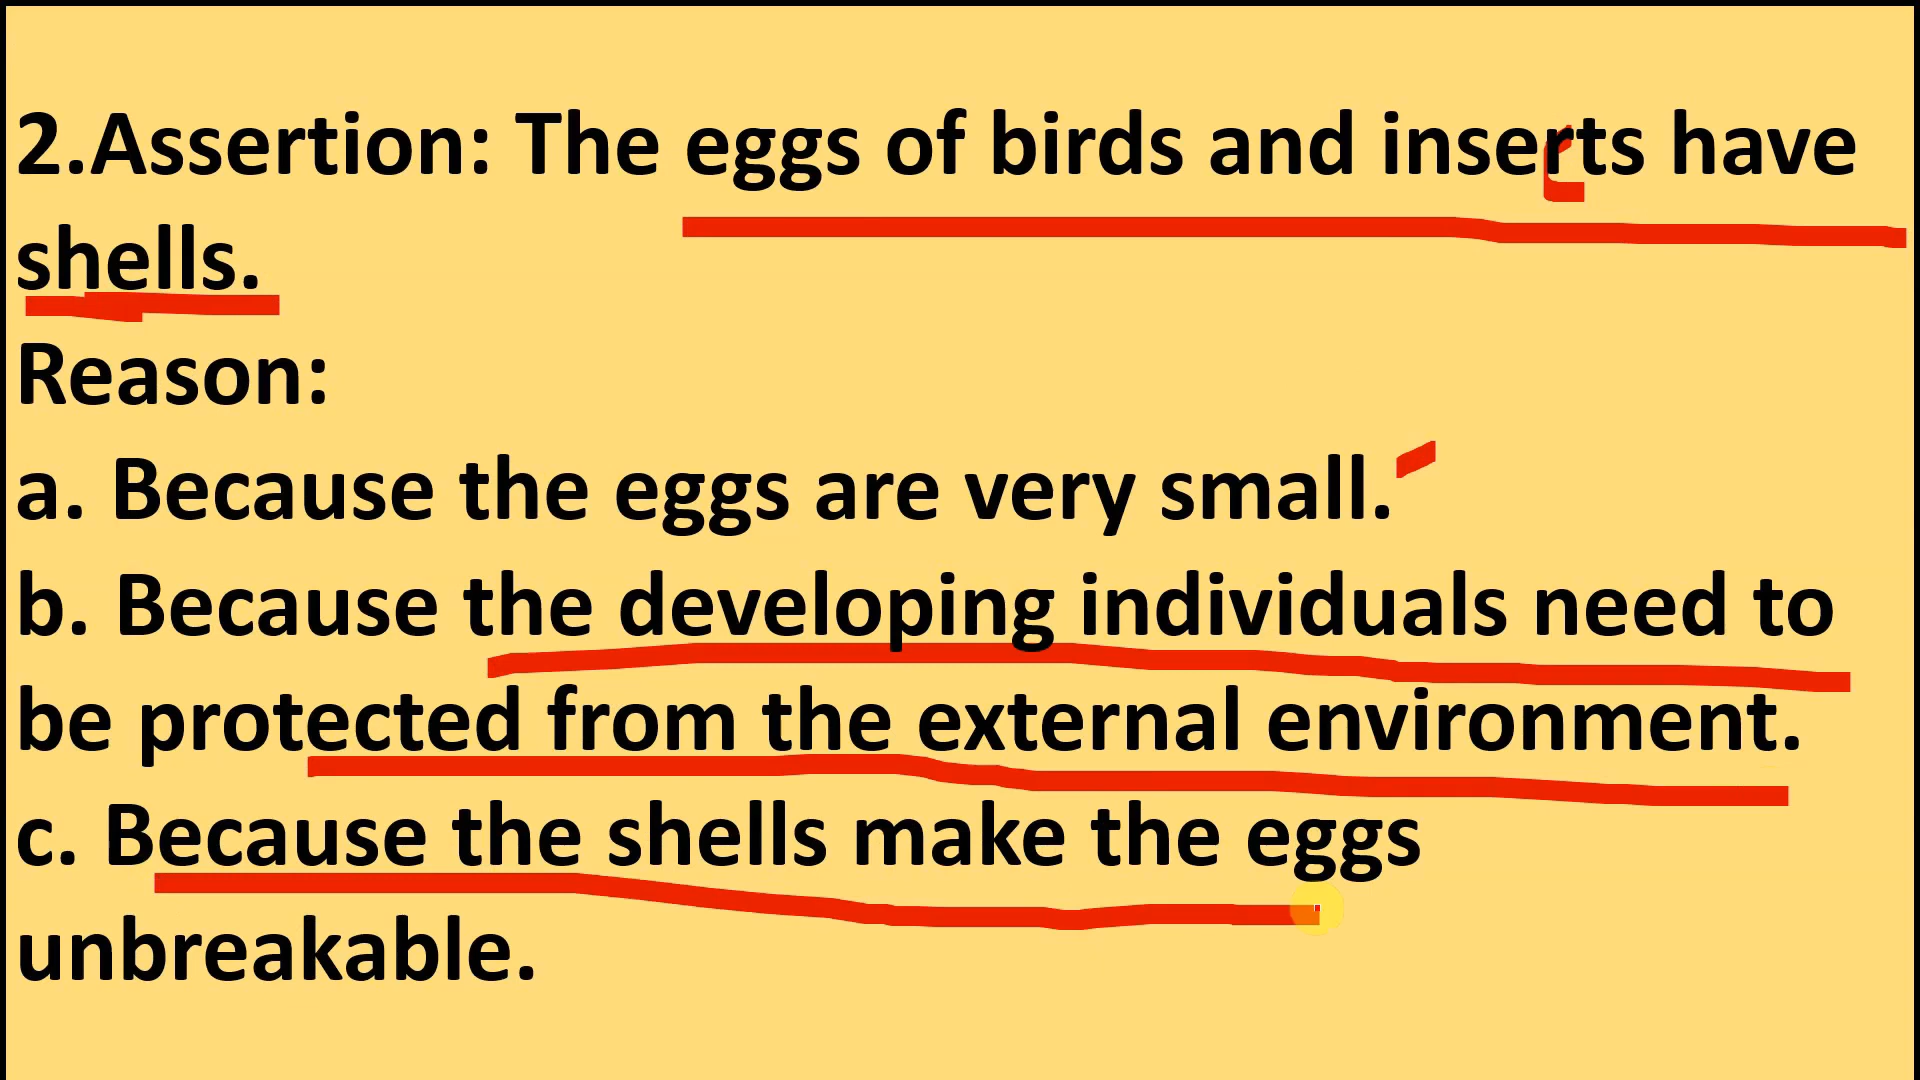 2.Assertion: The eggs of birds and inserts have
shells.
Reason:
a. Because the eggs are very small.
b. Because the developing individuals need to
be protected from the external environment.
c. Because the shells make the eggs
unbreakable.